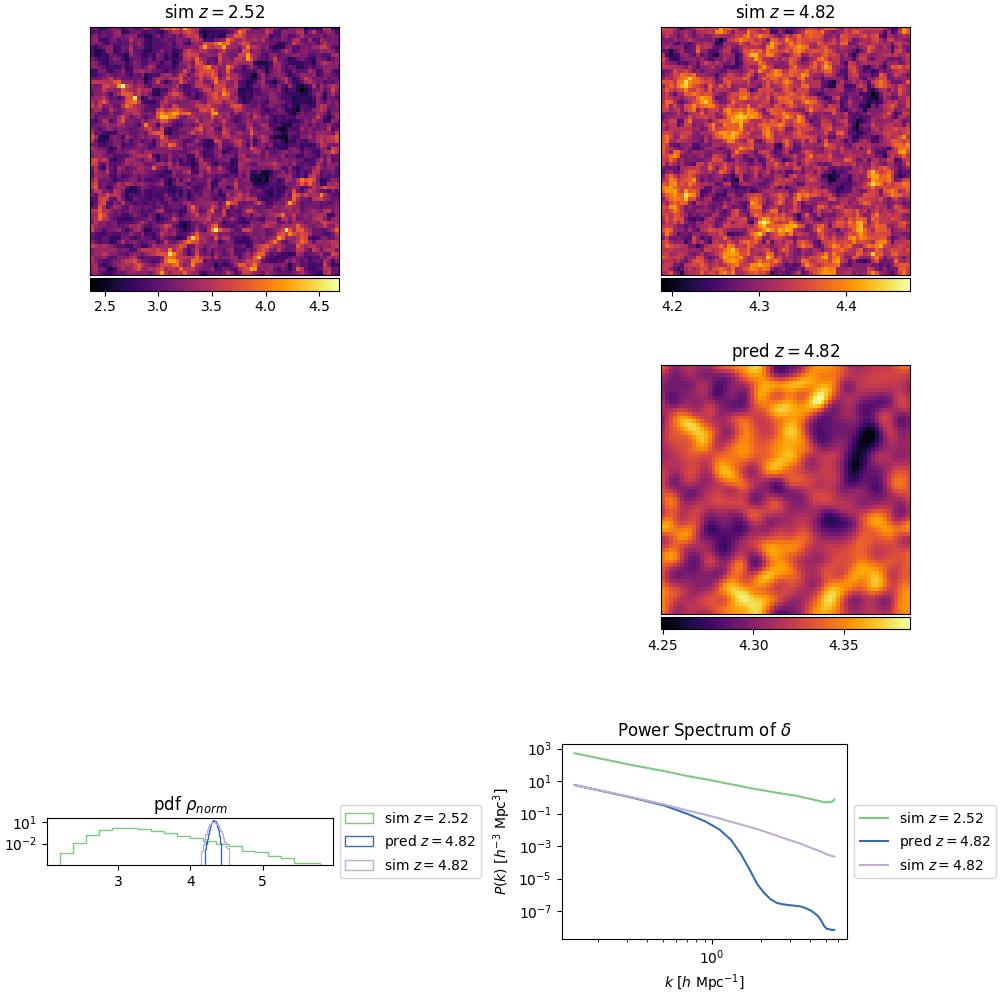 sim z = 2.52
sim z = 4.82
2.5 3.0 3.5 4.0 4.5
4.2 4.3 4.4
pred z = 4.82
4.25 4.30 4.35
pdf ρnorm
10¹
10⁻²
3 4 5
sim z = 2.52
pred z = 4.82
sim z = 4.82
Power Spectrum of δ
P(k) [h⁻³ Mpc³]
10³
10¹
10⁻¹
10⁻³
10⁻⁵
10⁻⁷
10⁰
k [h Mpc⁻¹]
sim z = 2.52
pred z = 4.82
sim z = 4.82